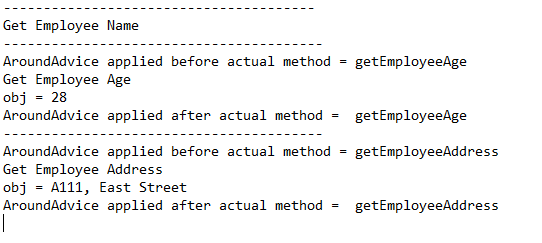 ---------------------------------------
Get Employee Name
----------------------------------------
AroundAdvice applied before actual method = getEmployeeAge
Get Employee Age
obj = 28
AroundAdvice applied after actual method =  getEmployeeAge
----------------------------------------
AroundAdvice applied before actual method = getEmployeeAddress
Get Employee Address
obj = A111, East Street
AroundAdvice applied after actual method =  getEmployeeAddress